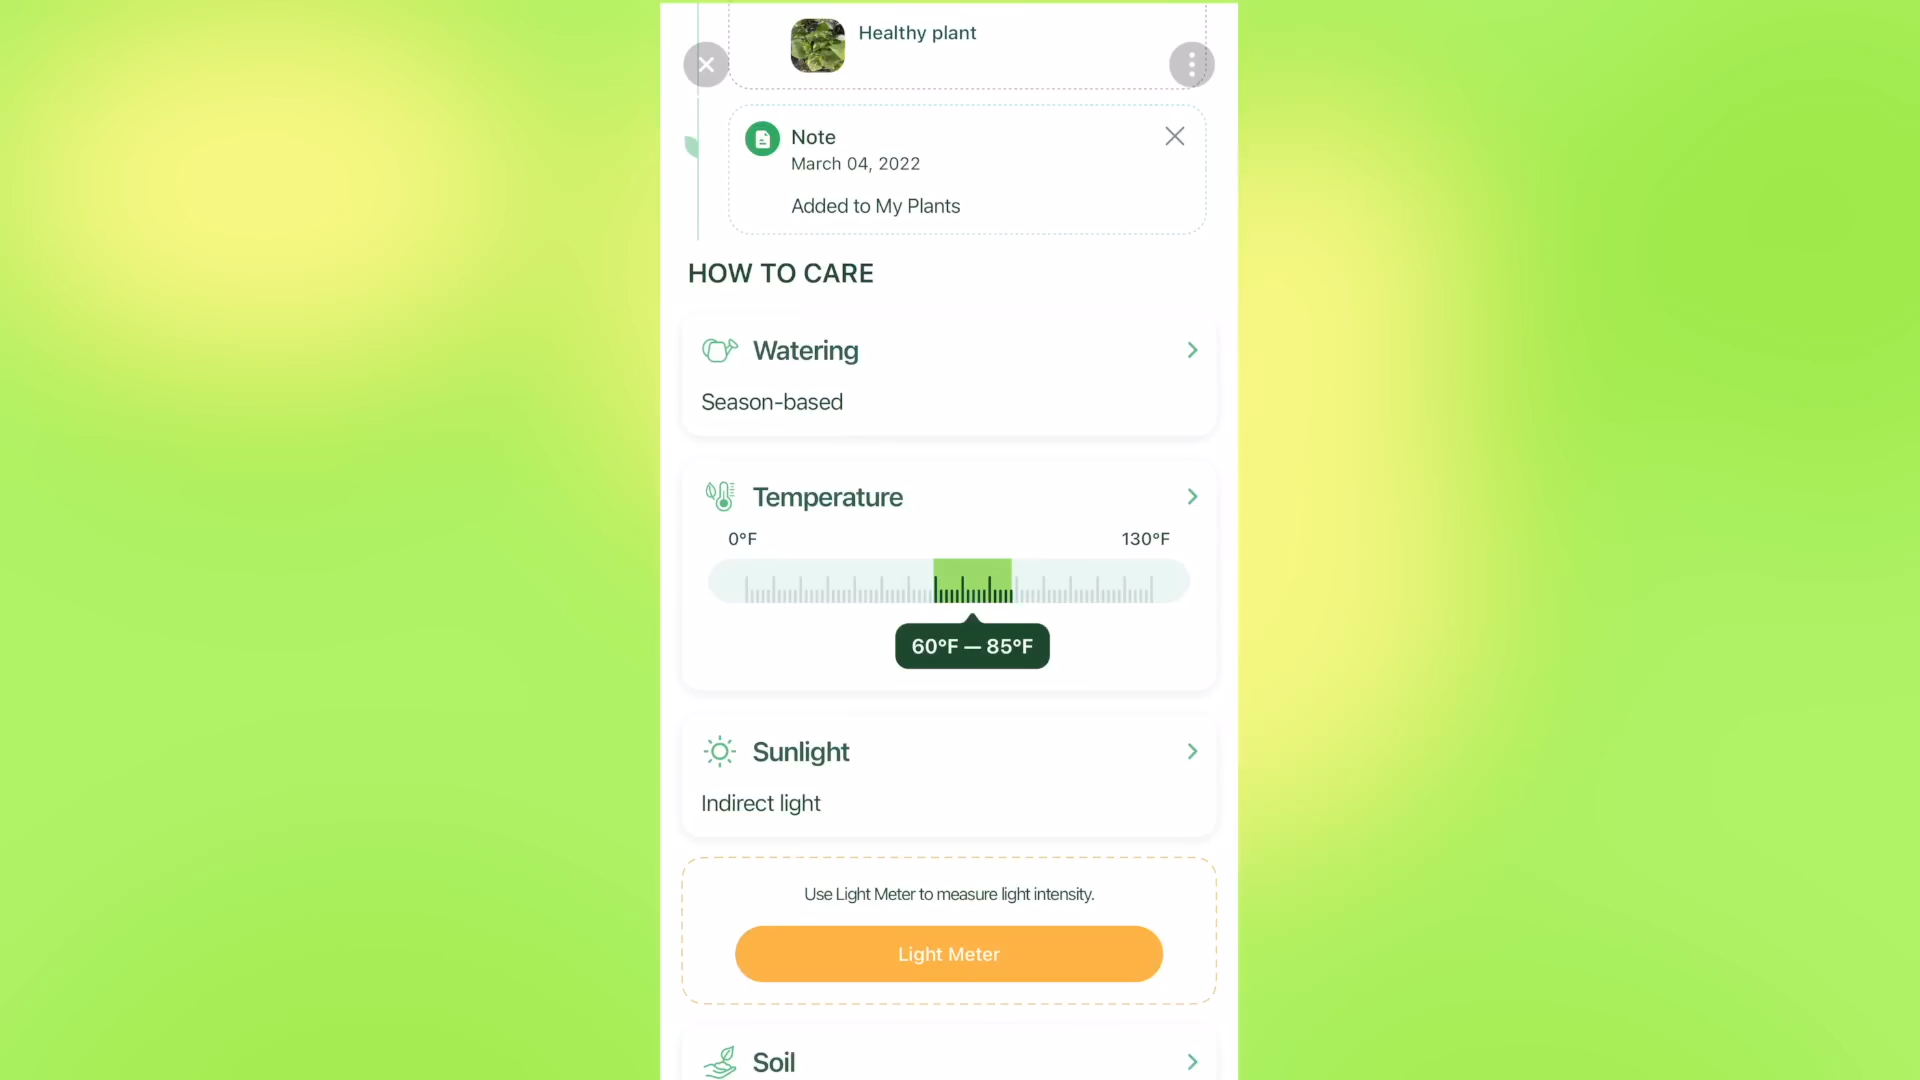 Healthy plant
Note
March 04, 2022
Added to My Plants
HOW TO CARE
Watering
Season-based
Temperature
0°F
130°F
60°F — 85°F
Sunlight
Indirect light
Use Light Meter to measure light intensity.
Light Meter
Soil